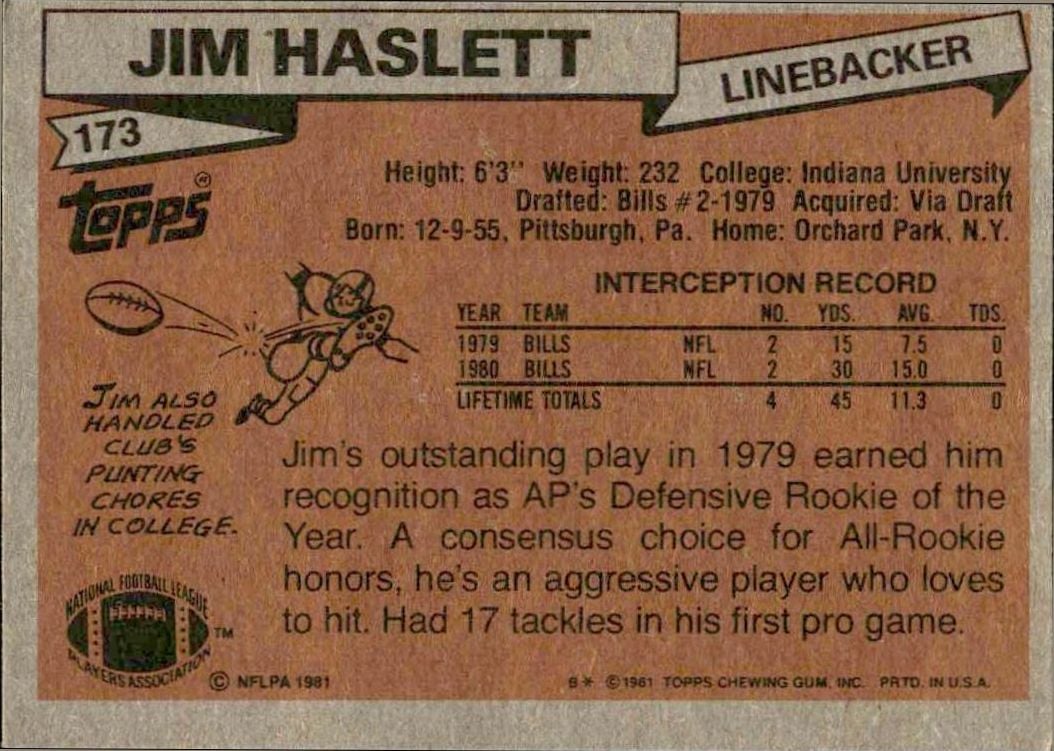 JIM HASLETT
LINEBACKER
173
Topps®
Height: 6'3" Weight: 232 College: Indiana University
Drafted: Bills #2-1979 Acquired: Via Draft
Born: 12-9-55, Pittsburgh, Pa. Home: Orchard Park, N.Y.
INTERCEPTION RECORD
YEAR TEAM NO. YDS. AVG. TDS.
1979 BILLS NFL 2 15 7.5 0
1980 BILLS NFL 2 30 15.0 0
LIFETIME TOTALS 4 45 11.3 0
JIM ALSO
HANDLED
CLUB'S
PUNTING
CHORES
IN COLLEGE.
Jim's outstanding play in 1979 earned him
recognition as AP's Defensive Rookie of the
Year. A consensus choice for All-Rookie
honors, he's an aggressive player who loves
to hit. Had 17 tackles in his first pro game.
NATIONAL FOOTBALL LEAGUE
PLAYERS ASSOCIATION
TM
© NFLPA 1981
B* ©1981 TOPPS CHEWING GUM, INC. PRTD. IN U.S.A.